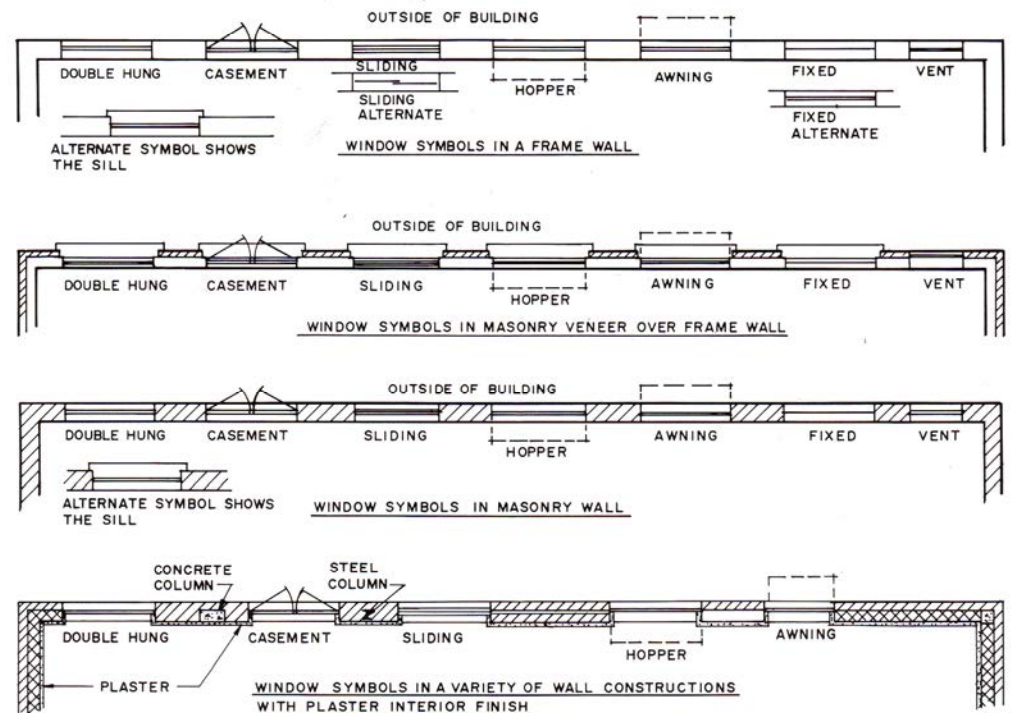 OUTSIDE OF BUILDING
DOUBLE HUNG
CASEMENT
SLIDING
HOPPER
AWNING
FIXED
VENT
SLIDING
ALTERNATE
FIXED
ALTERNATE
ALTERNATE SYMBOL SHOWS
THE SILL
WINDOW SYMBOLS IN A FRAME WALL
OUTSIDE OF BUILDING
DOUBLE HUNG
CASEMENT
SLIDING
HOPPER
AWNING
FIXED
VENT
WINDOW SYMBOLS IN MASONRY VENEER OVER FRAME WALL
OUTSIDE OF BUILDING
DOUBLE HUNG
CASEMENT
SLIDING
HOPPER
AWNING
FIXED
VENT
ALTERNATE SYMBOL SHOWS
THE SILL
WINDOW SYMBOLS IN MASONRY WALL
CONCRETE
COLUMN
STEEL
COLUMN
DOUBLE HUNG
CASEMENT
SLIDING
HOPPER
AWNING
PLASTER
WINDOW SYMBOLS IN A VARIETY OF WALL CONSTRUCTIONS
WITH PLASTER INTERIOR FINISH